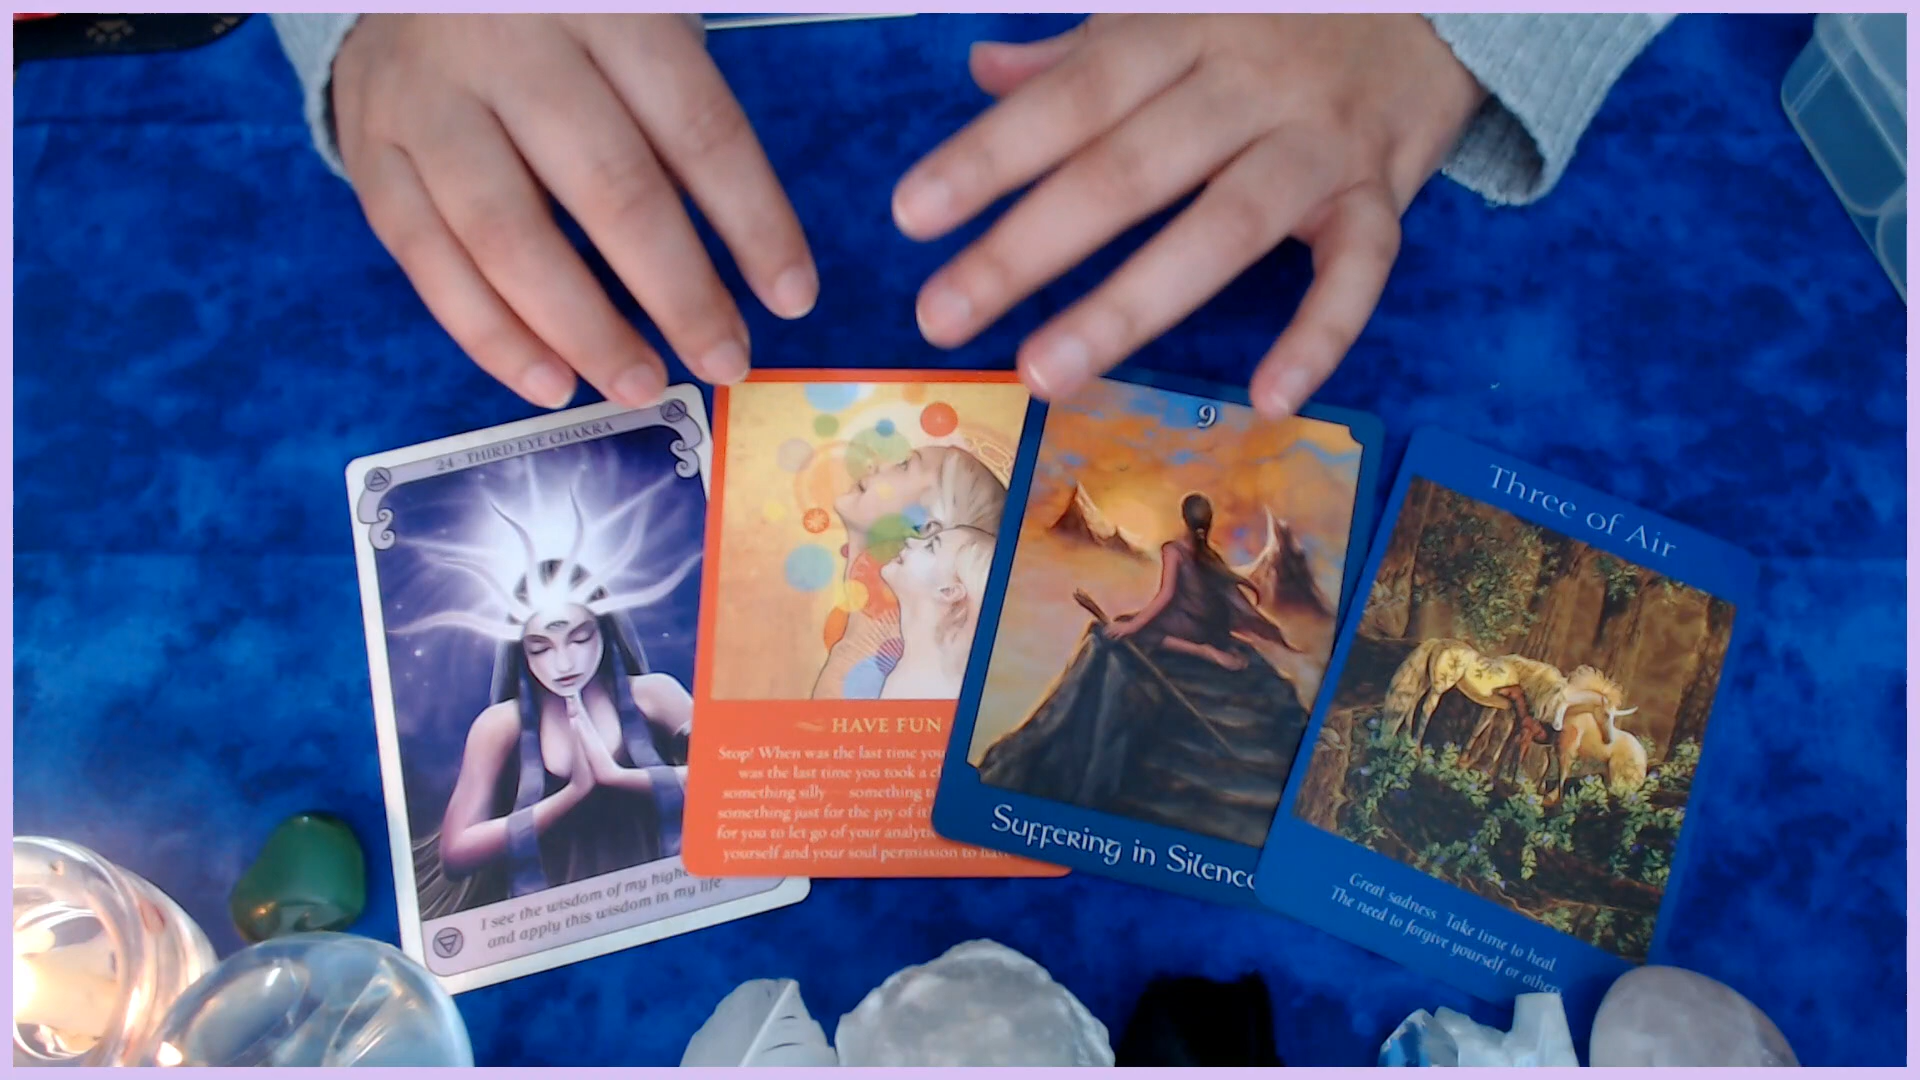 24 - THIRD EYE CHAKRA
I see the wisdom of my highe
and apply this wisdom in my life.
HAVE FUN
Stop! When was the last time you
was the last time you took a
something silly something
something just for the joy of it
for you to let go of your
yourself and your soul permission to
9
Suffering in Silence
Three of Air
Great sadness. Take time to heal.
The need to forgive yourself or others.